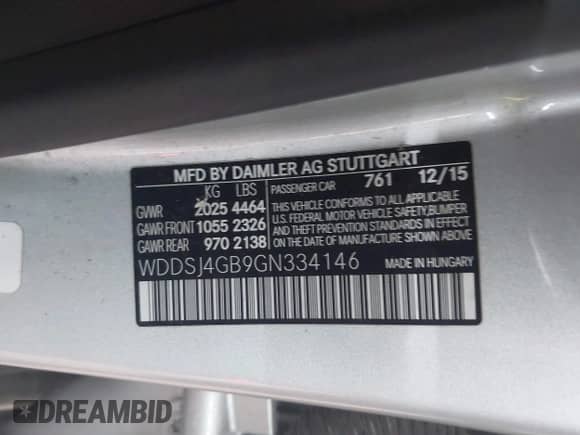 MFD BY DAIMLER AG STUTTGART
KG LBS PASSENGER CAR 761 12/15
GVWR 2025 4464 THIS VEHICLE CONFORMS TO ALL APPLICABLE
GAWR FRONT 1055 2326 U.S. FEDERAL MOTOR VEHICLE SAFETY, BUMPER
GAWR REAR 970 2138 AND THEFT PREVENTION STANDARDS IN EFFECT
ON THE DATE OF MANUFACTURE SHOWN ABOVE.
WDDSJ4GB9GN334146 MADE IN HUNGARY
DREAMBID